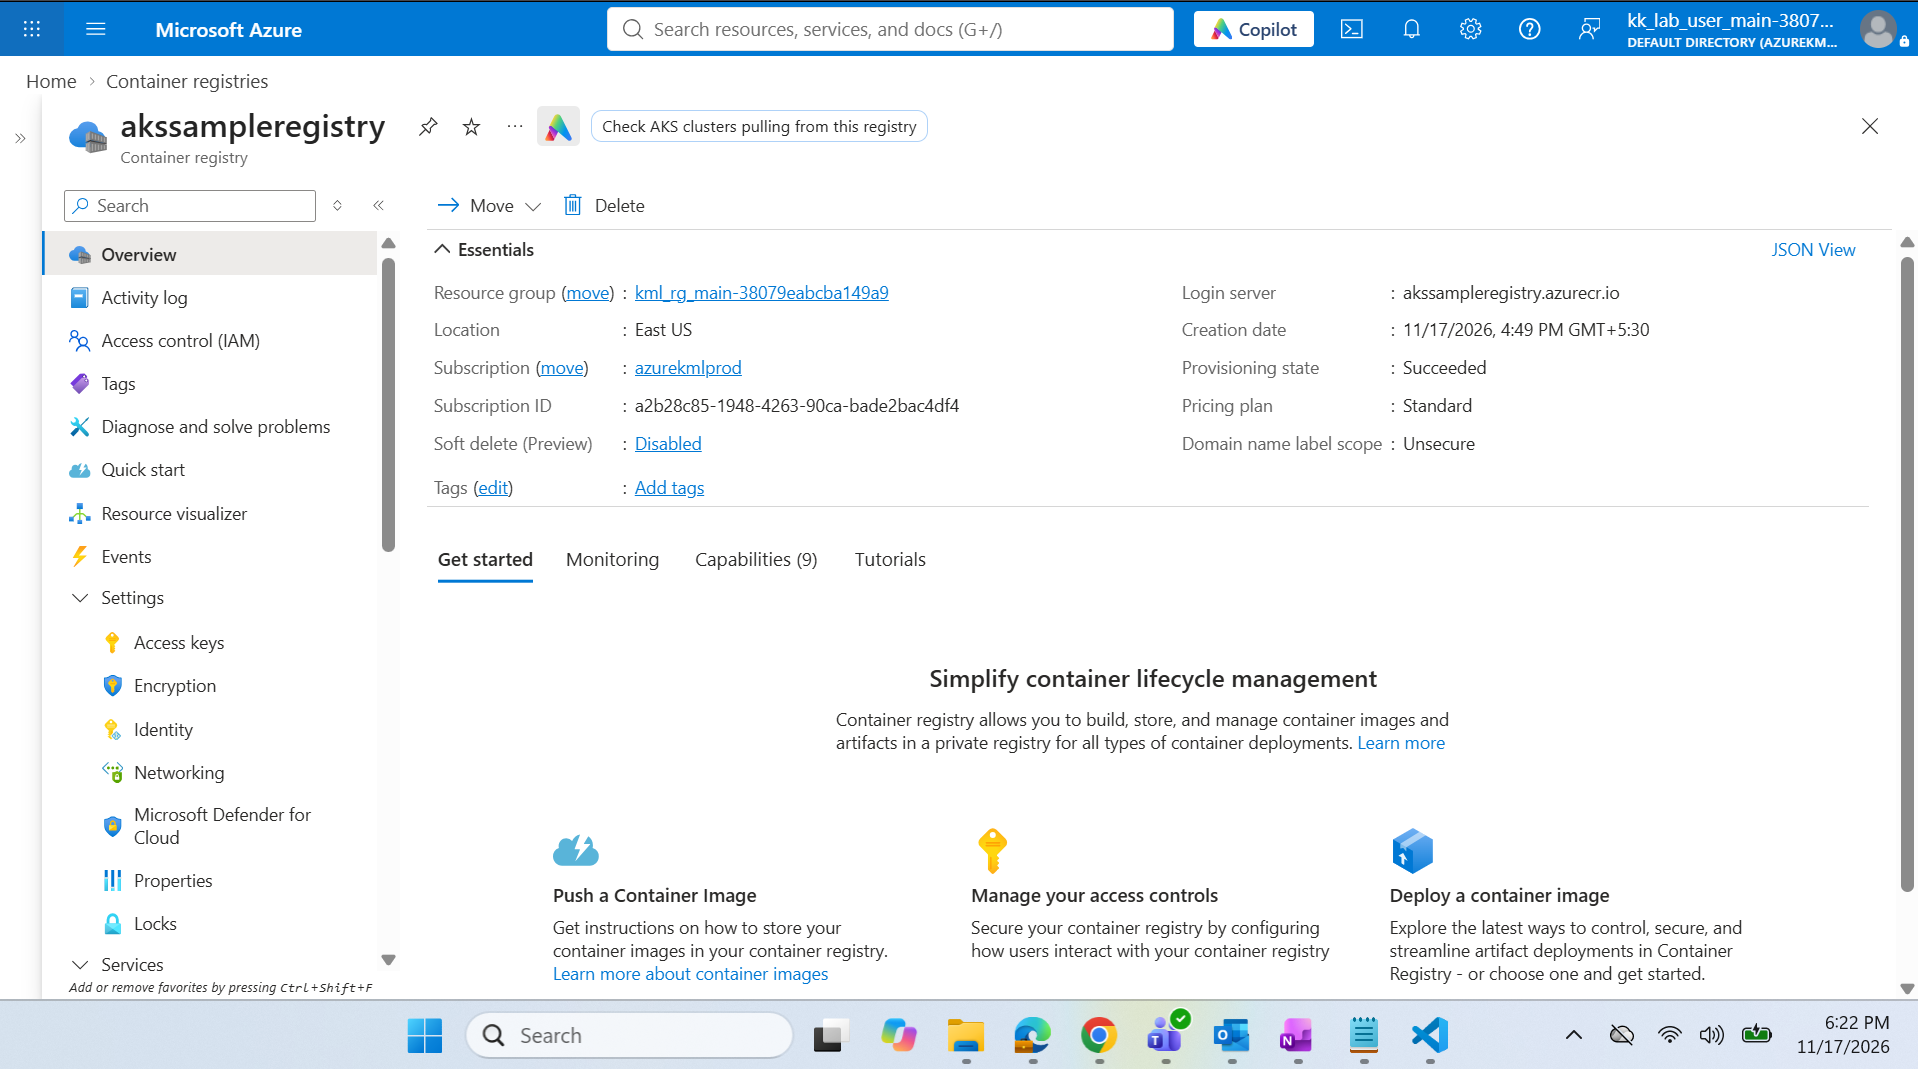 Microsoft Azure
Search resources, services, and docs (G+/)
Copilot
kk_lab_user_main-3807...
DEFAULT DIRECTORY (AZUREKM...
Home > Container registries
akssampleregistry
Container registry
Check AKS clusters pulling from this registry
Search
Overview
Activity log
Access control (IAM)
Tags
Diagnose and solve problems
Quick start
Resource visualizer
Events
Settings
Access keys
Encryption
Identity
Networking
Microsoft Defender for
Cloud
Properties
Locks
Services
Add or remove favorites by pressing Ctrl+Shift+F
Move
Delete
Essentials
JSON View
Resource group (move) : kml_rg_main-38079eabcba149a9
Location : East US
Subscription (move) : azurekmlprod
Subscription ID : a2b28c85-1948-4263-90ca-bade2bac4df4
Soft delete (Preview) : Disabled
Tags (edit) : Add tags
Login server : akssampleregistry.azurecr.io
Creation date : 11/17/2026, 4:49 PM GMT+5:30
Provisioning state : Succeeded
Pricing plan : Standard
Domain name label scope : Unsecure
Get started
Monitoring
Capabilities (9)
Tutorials
Simplify container lifecycle management
Container registry allows you to build, store, and manage container images and
artifacts in a private registry for all types of container deployments. Learn more
Push a Container Image
Get instructions on how to store your
container images in your container registry.
Learn more about container images
Manage your access controls
Secure your container registry by configuring
how users interact with your container registry
Deploy a container image
Explore the latest ways to control, secure, and
streamline artifact deployments in Container
Registry - or choose one and get started.
Search
6:22 PM
11/17/2026